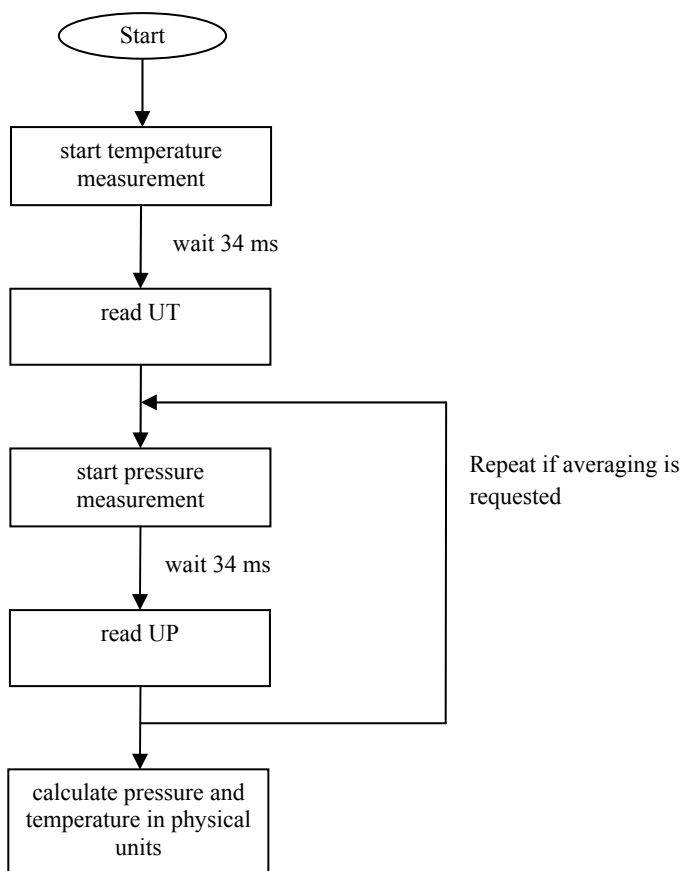 Start
start temperature
measurement
wait 34 ms
read UT
start pressure
measurement
Repeat if averaging is
requested
wait 34 ms
read UP
calculate pressure and
temperature in physical
units